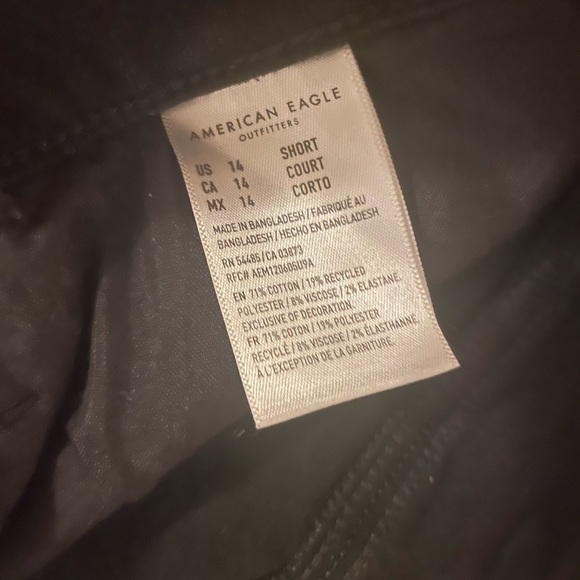 AMERICAN EAGLE
OUTFITTERS
US 14 SHORT
CA 14 COURT
MX 14 CORTO
MADE IN BANGLADESH / FABRIQUÉ AU
BANGLADESH / HECHO EN BANGLADESH
RN 54485 / CA 03873
RFC# AEM120605U9A
EN 71% COTTON / 19% RECYCLED
POLYESTER / 8% VISCOSE / 2% ELASTANE.
EXCLUSIVE OF DECORATION.
FR: 71% COTON / 19% POLYESTER
RECYCLÉ / 8% VISCOSE / 2% ÉLASTHANNE.
À L'EXCEPTION DE LA GARNITURE.